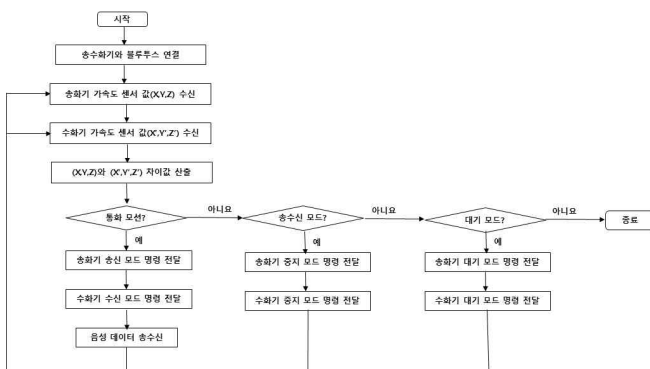 시작
송수화기와 블루투스 연결
송화기 가속도 센서 값(X,Y,Z) 수신
수화기 가속도 센서 값(X',Y',Z') 수신
(X,Y,Z)와 (X',Y',Z') 차이값 산출
통화 모션?
아니요
송수신 모드?
아니요
대기 모드?
아니요
종료
예
예
예
송화기 송신 모드 명령 전달
송화기 중지 모드 명령 전달
송화기 대기 모드 명령 전달
수화기 수신 모드 명령 전달
수화기 중지 모드 명령 전달
수화기 대기 모드 명령 전달
음성 데이터 송수신